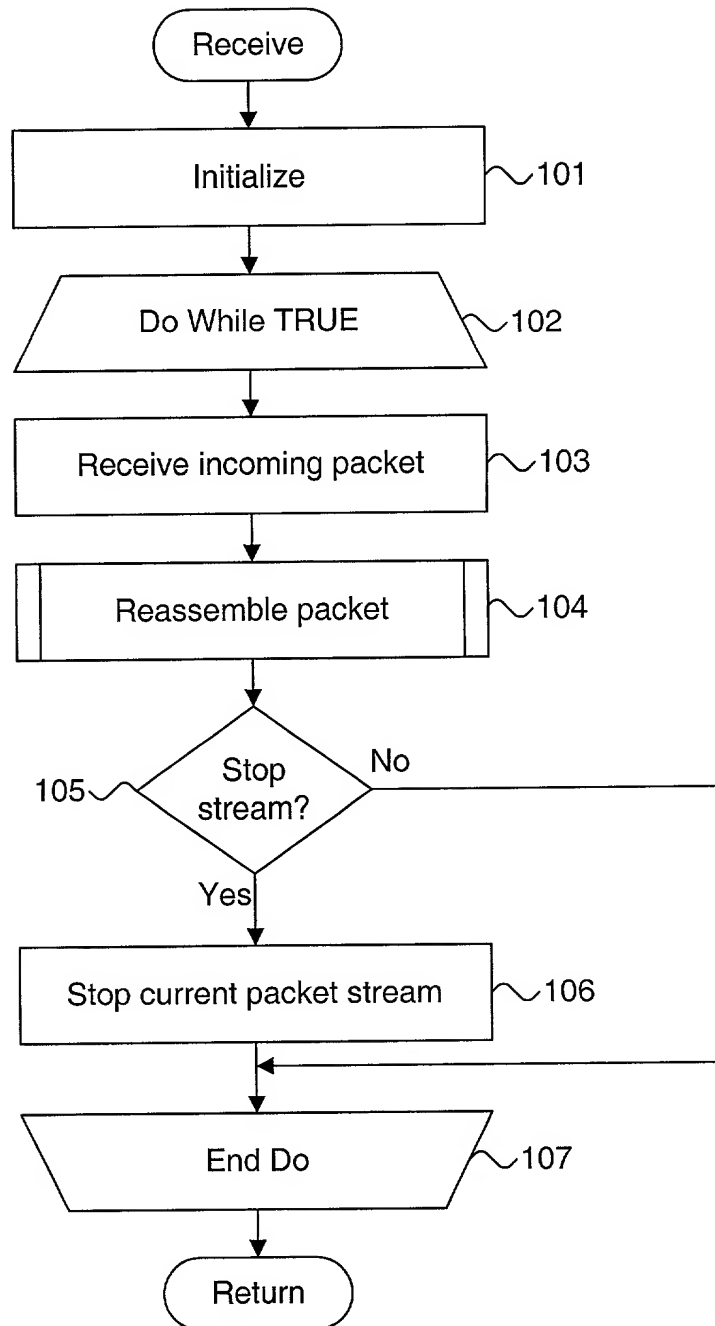 Receive
Initialize
101
Do While TRUE
102
Receive incoming packet
103
Reassemble packet
104
Stop
stream?
105
No
Yes
Stop current packet stream
106
End Do
107
Return